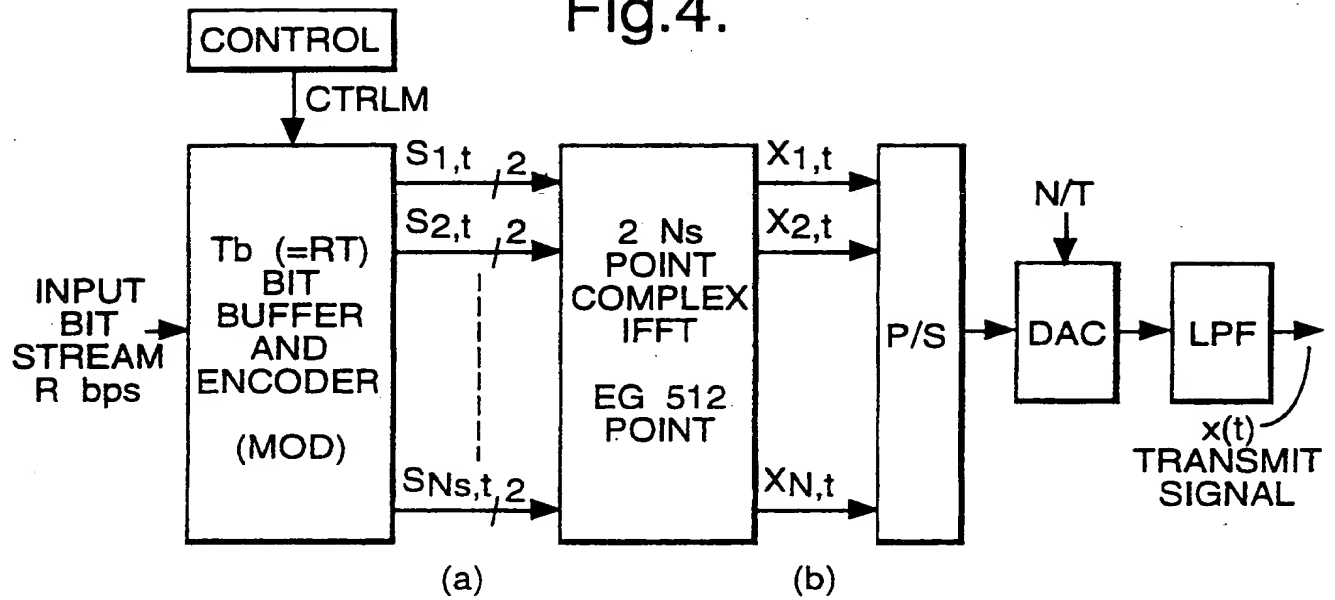 Fig.4.
CONTROL
CTRLM
INPUT
BIT
STREAM
R bps
Tb (=RT)
BIT
BUFFER
AND
ENCODER
(MOD)
S1,t
2
S2,t
2
SNs,t
2
(a)
2 Ns
POINT
COMPLEX
IFFT
EG 512
POINT
X1,t
X2,t
XN,t
(b)
P/S
N/T
DAC
LPF
x(t)
TRANSMIT
SIGNAL